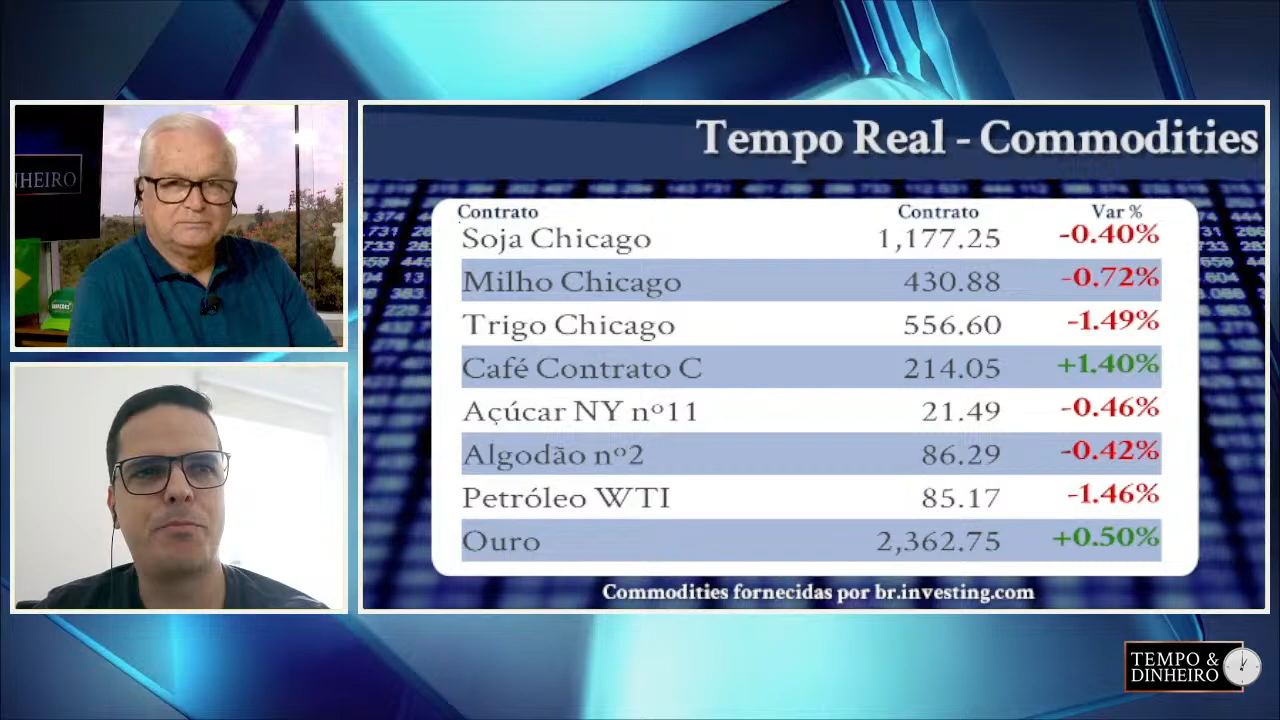 NHEIRO
Tempo Real - Commodities
Contrato Contrato Var %
Soja Chicago 1,177.25 -0.40%
Milho Chicago 430.88 -0.72%
Trigo Chicago 556.60 -1.49%
Café Contrato C 214.05 +1.40%
Açúcar NY nº11 21.49 -0.46%
Algodão nº2 86.29 -0.42%
Petróleo WTI 85.17 -1.46%
Ouro 2,362.75 +0.50%
Commodities fornecidas por br.investing.com
TEMPO &
DINHEIRO